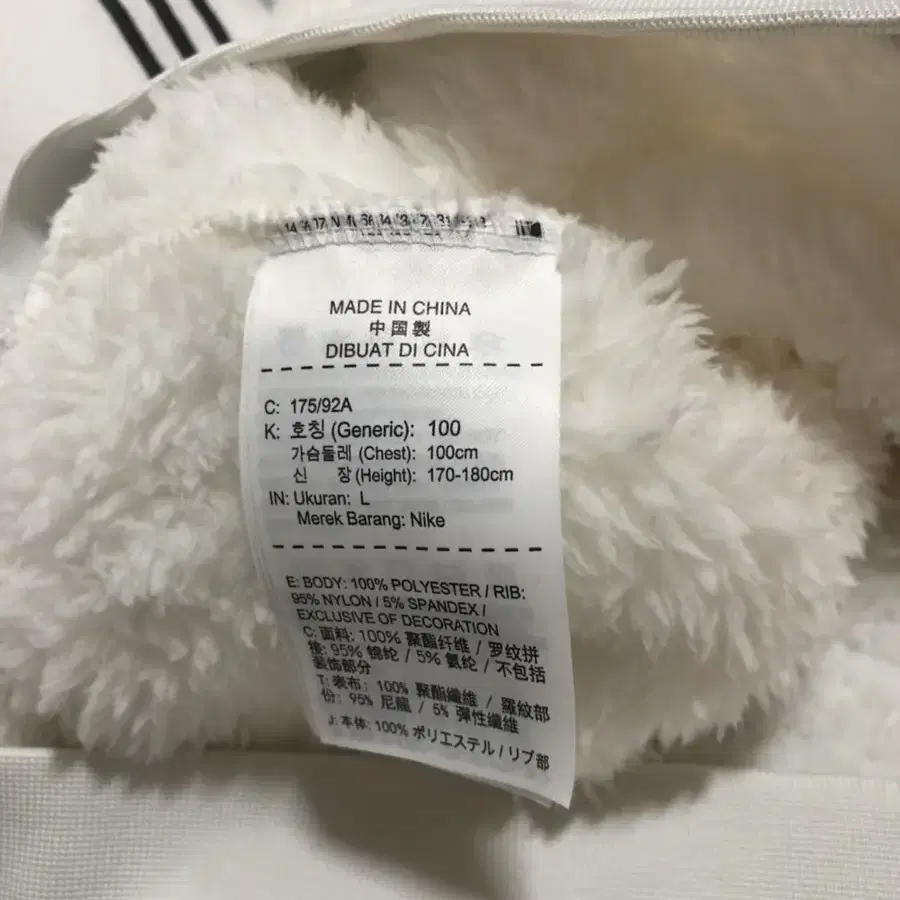 MADE IN CHINA
中国製
DIBUAT DI CINA
C: 175/92A
K: 호칭 (Generic): 100
가슴둘레 (Chest): 100cm
신 장 (Height): 170-180cm
IN: Ukuran: L
Merek Barang: Nike
E: BODY: 100% POLYESTER / RIB:
95% NYLON / 5% SPANDEX /
EXCLUSIVE OF DECORATION
C: 面料: 100% 聚酯纤维 / 罗纹拼
接: 95% 锦纶 / 5% 氨纶 / 不包括
装饰部分
T: 表布: 100% 聚酯纖維 / 羅紋部
份: 95% 尼龍 / 5% 彈性纖維
J: 本体: 100% ポリエステル / リブ部